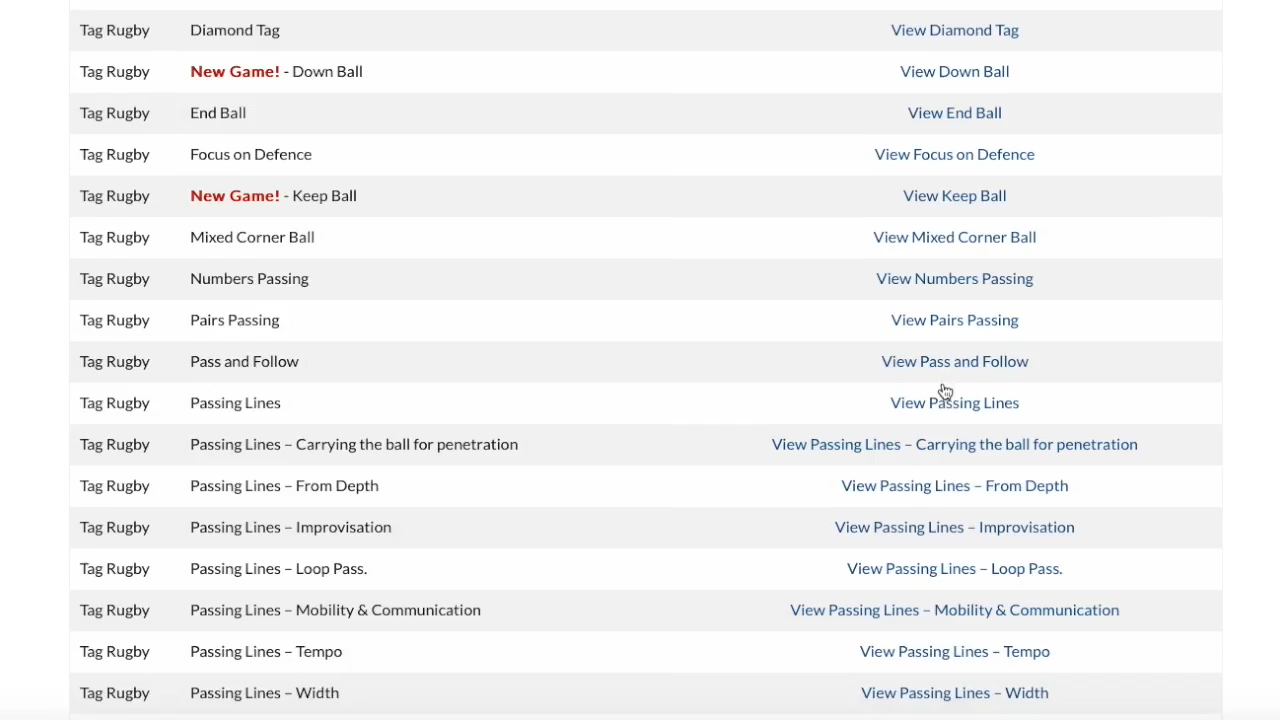 Tag Rugby Diamond Tag View Diamond Tag
Tag Rugby New Game! - Down Ball View Down Ball
Tag Rugby End Ball View End Ball
Tag Rugby Focus on Defence View Focus on Defence
Tag Rugby New Game! - Keep Ball View Keep Ball
Tag Rugby Mixed Corner Ball View Mixed Corner Ball
Tag Rugby Numbers Passing View Numbers Passing
Tag Rugby Pairs Passing View Pairs Passing
Tag Rugby Pass and Follow View Pass and Follow
Tag Rugby Passing Lines View Passing Lines
Tag Rugby Passing Lines – Carrying the ball for penetration View Passing Lines – Carrying the ball for penetration
Tag Rugby Passing Lines – From Depth View Passing Lines – From Depth
Tag Rugby Passing Lines – Improvisation View Passing Lines – Improvisation
Tag Rugby Passing Lines – Loop Pass. View Passing Lines – Loop Pass.
Tag Rugby Passing Lines – Mobility & Communication View Passing Lines – Mobility & Communication
Tag Rugby Passing Lines – Tempo View Passing Lines – Tempo
Tag Rugby Passing Lines – Width View Passing Lines – Width